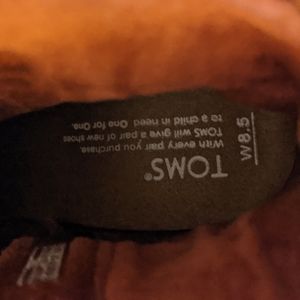 TOMS®
W8.5
With every pair you purchase,
TOMS will give a pair of new shoes
to a child in need. One for One.